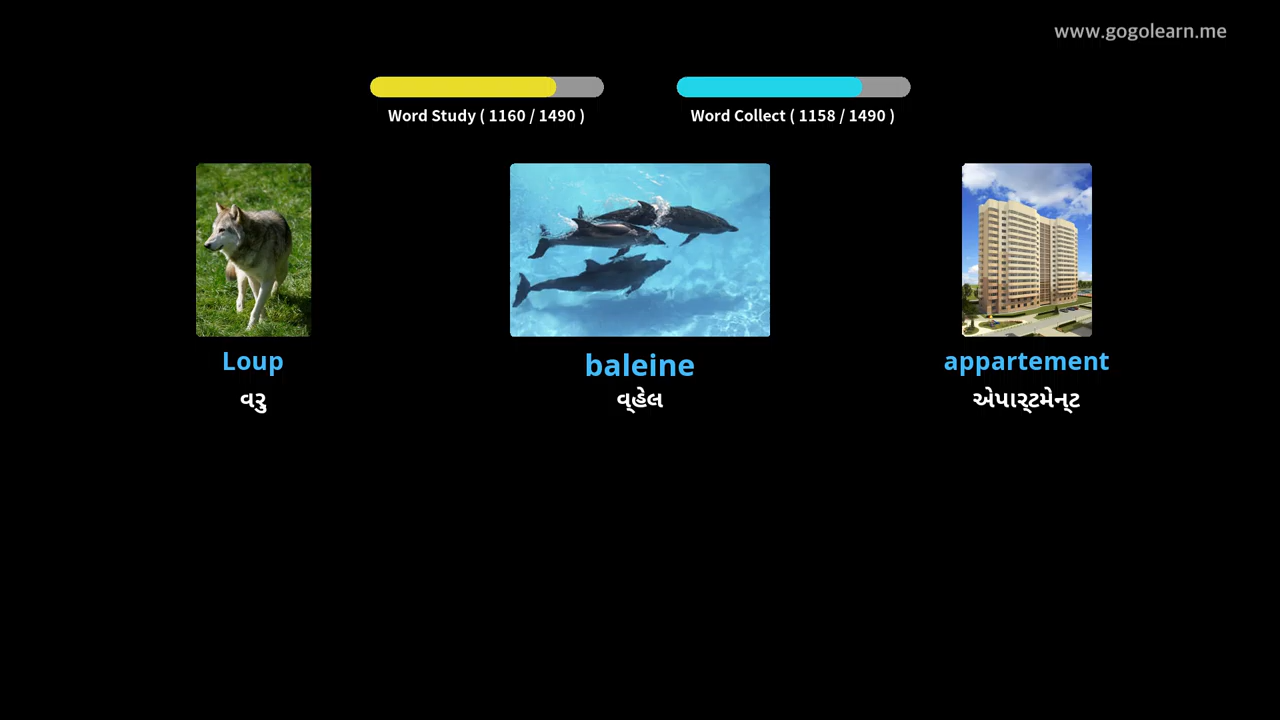 www.gogolearn.me
Word Study ( 1160 / 1490 )
Word Collect ( 1158 / 1490 )
Loup
baleine
appartement
વરુ
વ્હેલ
એપાર્ટમેન્ટ